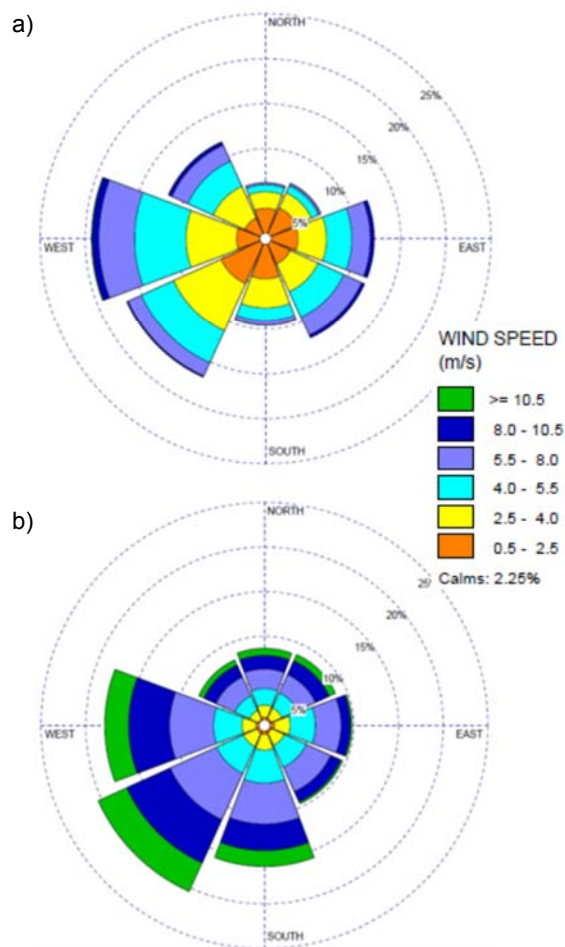 a)
NORTH
25%
20%
15%
10%
5%
WEST
EAST
SOUTH
WIND SPEED
(m/s)
>= 10.5
8.0 - 10.5
5.5 - 8.0
4.0 - 5.5
2.5 - 4.0
0.5 - 2.5
Calms: 2.25%
b)
NORTH
25
20%
15%
10%
5%
WEST
EAST
SOUTH